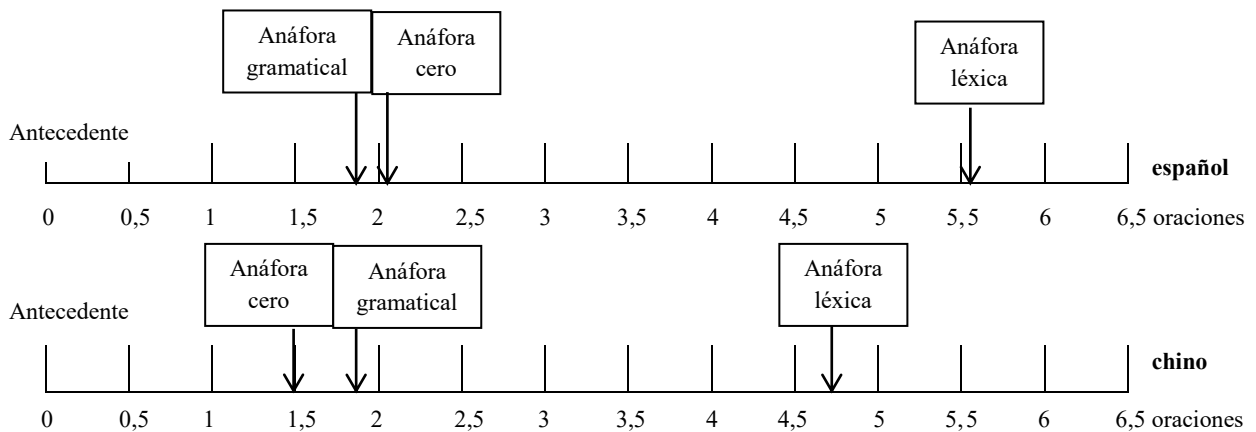 Anáfora
gramatical
Anáfora
cero
Anáfora
léxica
Antecedente
español
0 0,5 1 1,5 2 2,5 3 3,5 4 4,5 5 5,5 6 6,5 oraciones
Anáfora
cero
Anáfora
gramatical
Anáfora
léxica
Antecedente
chino
0 0,5 1 1,5 2 2,5 3 3,5 4 4,5 5 5,5 6 6,5 oraciones